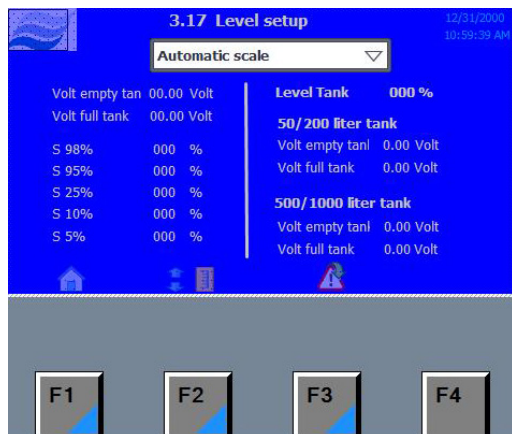 3.17 Level setup
12/31/2000
10:59:39 AM
Automatic scale
Volt empty tan 00.00 Volt
Volt full tank 00.00 Volt
S 98% 000 %
S 95% 000 %
S 25% 000 %
S 10% 000 %
S 5% 000 %
Level Tank 000 %
50/200 liter tank
Volt empty tank 0.00 Volt
Volt full tank 0.00 Volt
500/1000 liter tank
Volt empty tank 0.00 Volt
Volt full tank 0.00 Volt
F1 F2 F3 F4